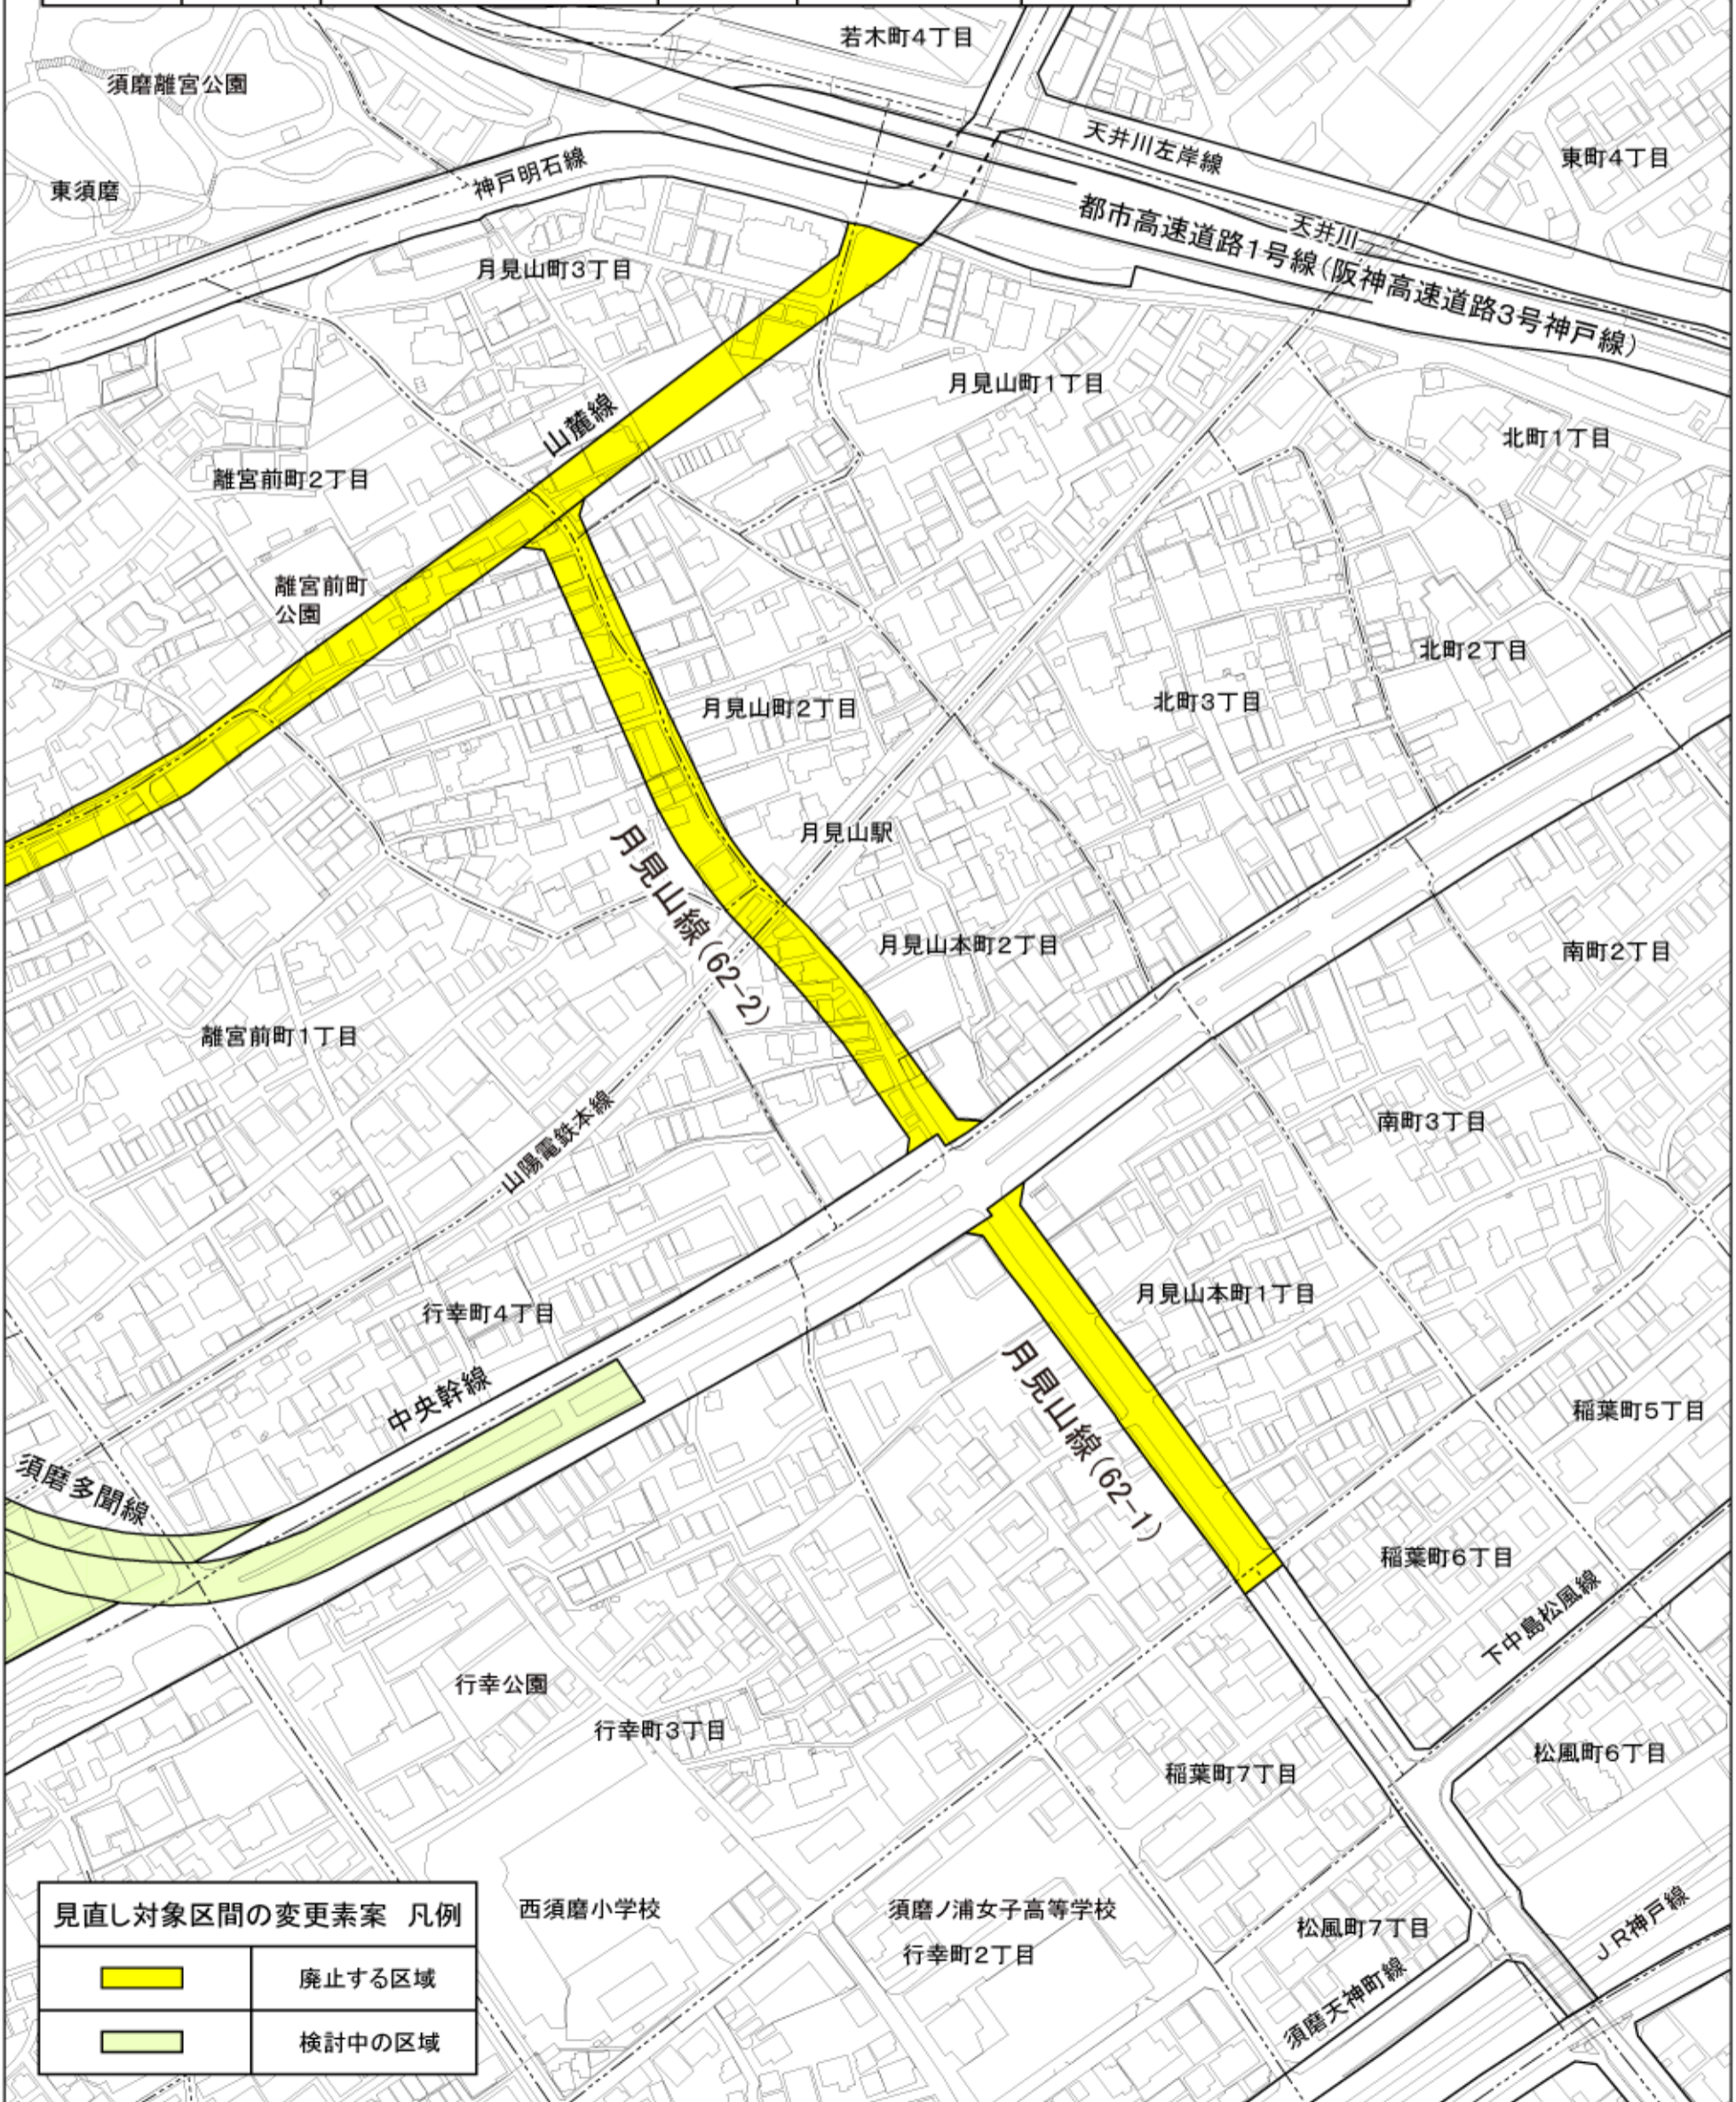 若木町4丁目
須磨離宮公園
天井川左岸線
東町4丁目
神戸明石線
東須磨
天井川
都市高速道路1号線(阪神高速道路3号神戸線)
月見山町3丁目
月見山町1丁目
山麓線
北町1丁目
離宮前町2丁目
離宮前町
公園
北町2丁目
北町3丁目
月見山町2丁目
月見山駅
月見山線(62-2)
月見山本町2丁目
南町2丁目
離宮前町1丁目
南町3丁目
山陽電鉄本線
月見山本町1丁目
行幸町4丁目
中央幹線
月見山線(62-1)
稲葉町5丁目
須磨多聞線
稲葉町6丁目
下中島松風線
行幸公園
行幸町3丁目
松風町6丁目
稲葉町7丁目
西須磨小学校
須磨ノ浦女子高等学校
行幸町2丁目
松風町7丁目
JR神戸線
須磨天神町線
見直し対象区間の変更素案 凡例
廃止する区域
検討中の区域